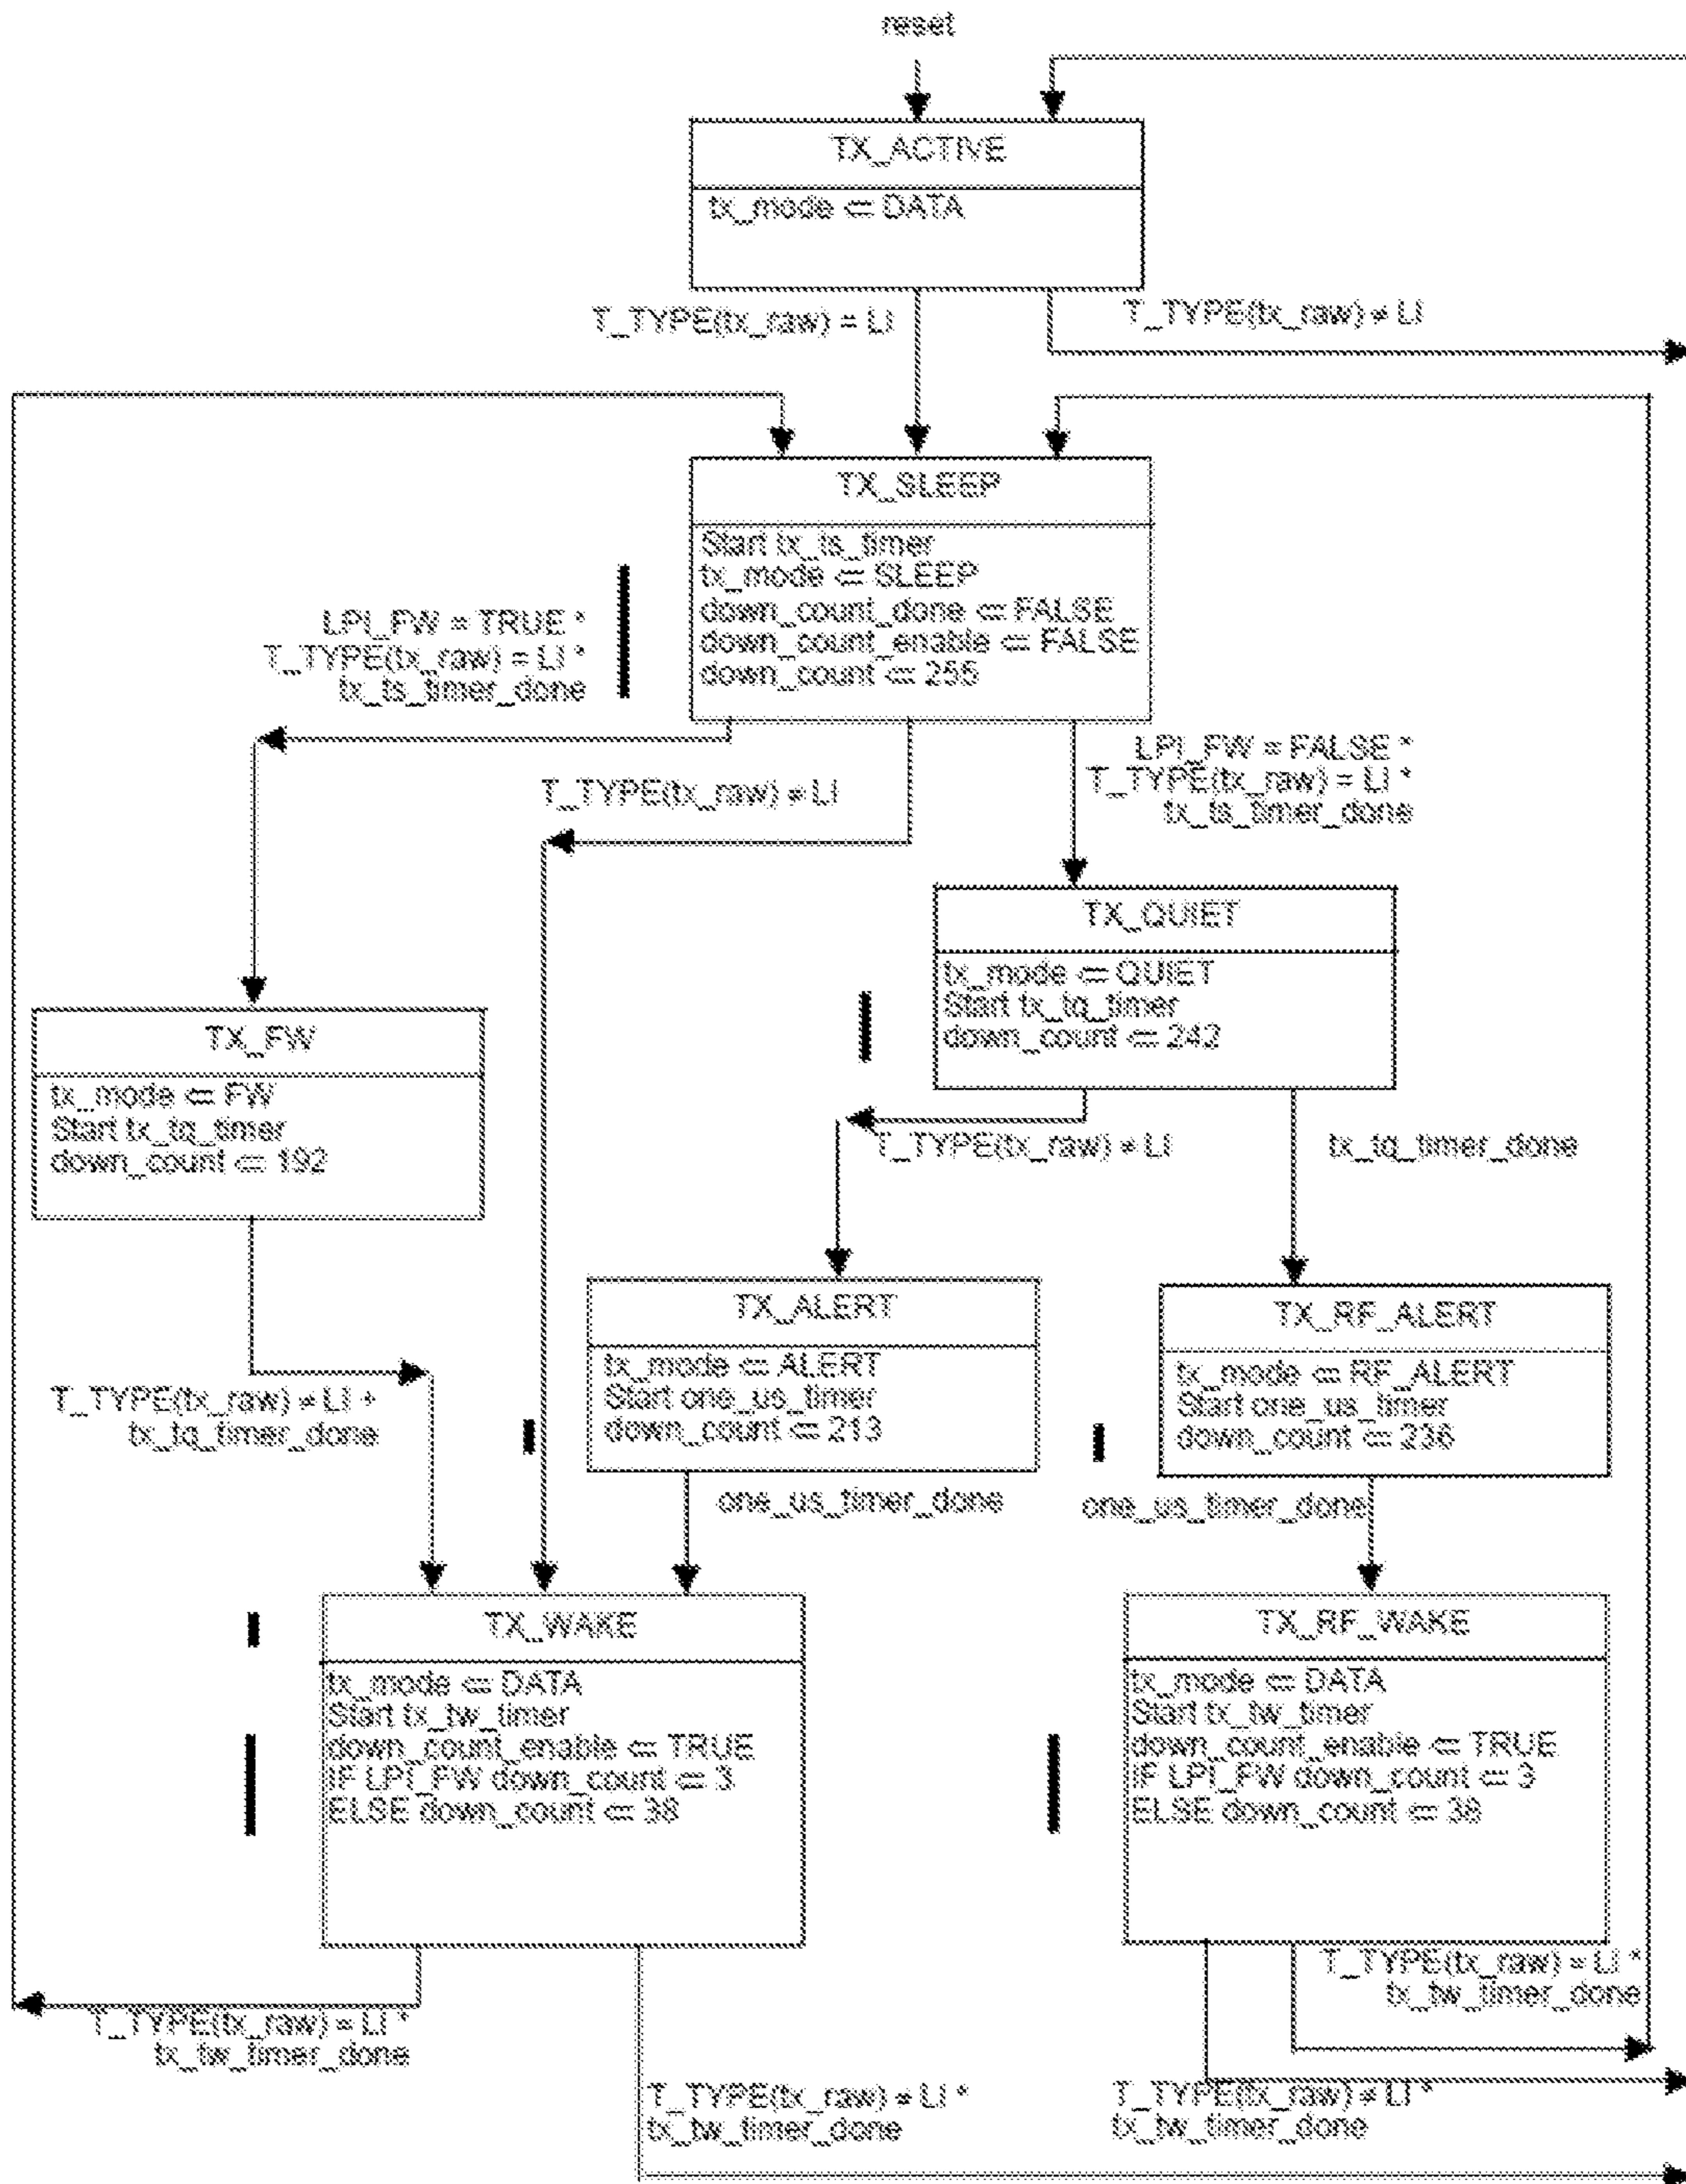 reset
TX_ACTIVE
tx_mode ⇐ DATA
T_TYPE(tx_raw) = LI
T_TYPE(tx_raw) ≠ LI
TX_SLEEP
Start tx_ts_timer
tx_mode ⇐ SLEEP
down_count_done ⇐ FALSE
down_count_enable ⇐ FALSE
down_count ⇐ 255
LPI_FW = TRUE *
T_TYPE(tx_raw) = LI *
tx_ts_timer_done
T_TYPE(tx_raw) ≠ LI
LPI_FW = FALSE *
T_TYPE(tx_raw) = LI *
tx_ts_timer_done
TX_QUIET
tx_mode ⇐ QUIET
Start tx_tq_timer
down_count ⇐ 242
TX_FW
tx_mode ⇐ FW
Start tx_tq_timer
down_count ⇐ 192
T_TYPE(tx_raw) ≠ LI
tx_tq_timer_done
TX_ALERT
tx_mode ⇐ ALERT
Start one_us_timer
down_count ⇐ 213
TX_RF_ALERT
tx_mode ⇐ RF_ALERT
Start one_us_timer
down_count ⇐ 236
T_TYPE(tx_raw) ≠ LI +
tx_tq_timer_done
one_us_timer_done
one_us_timer_done
TX_WAKE
tx_mode ⇐ DATA
Start tx_tw_timer
down_count_enable ⇐ TRUE
IF LPI_FW down_count ⇐ 3
ELSE down_count ⇐ 38
TX_RF_WAKE
tx_mode ⇐ DATA
Start tx_tw_timer
down_count_enable ⇐ TRUE
IF LPI_FW down_count ⇐ 3
ELSE down_count ⇐ 38
T_TYPE(tx_raw) = LI *
tx_tw_timer_done
T_TYPE(tx_raw) = LI *
tx_tw_timer_done
T_TYPE(tx_raw) ≠ LI *
tx_tw_timer_done
T_TYPE(tx_raw) ≠ LI *
tx_tw_timer_done